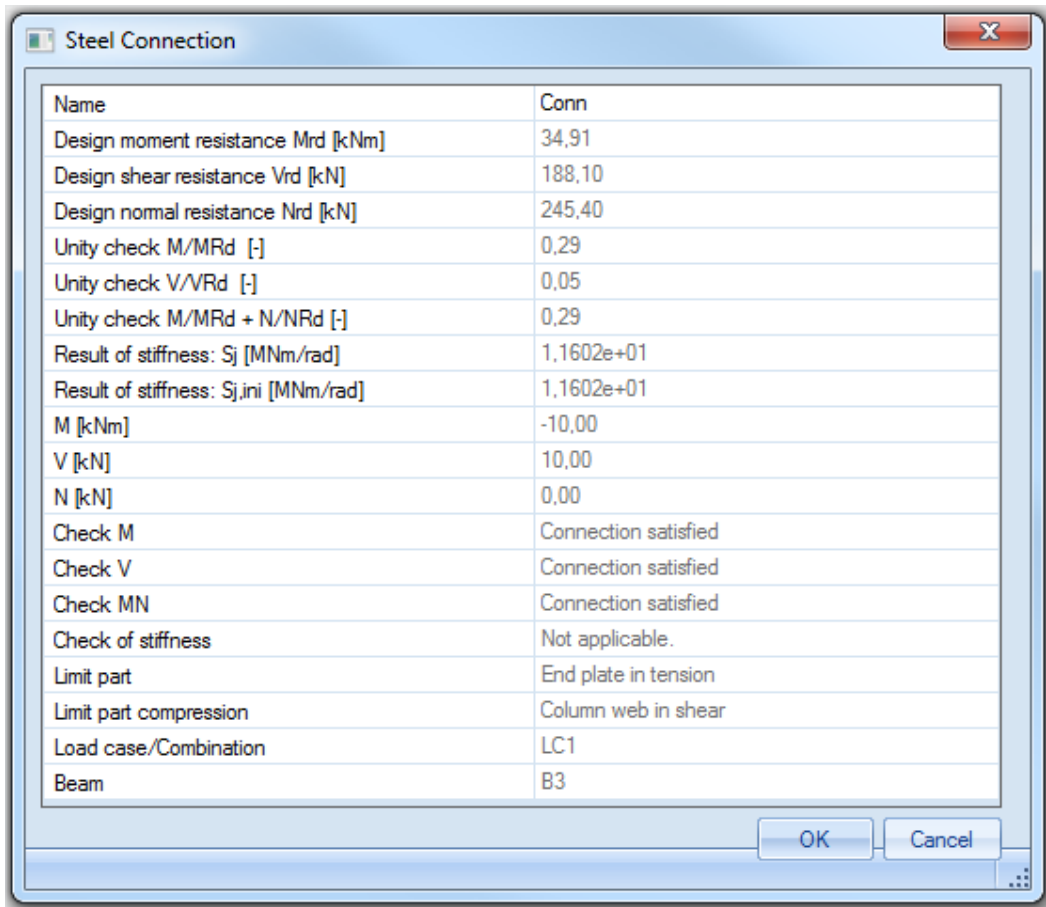 Steel Connection
Name Conn
Design moment resistance Mrd [kNm] 34,91
Design shear resistance Vrd [kN] 188,10
Design normal resistance Nrd [kN] 245,40
Unity check M/MRd [-] 0,29
Unity check V/VRd [-] 0,05
Unity check M/MRd + N/NRd [-] 0,29
Result of stiffness: Sj [MNm/rad] 1,1602e+01
Result of stiffness: Sj,ini [MNm/rad] 1,1602e+01
M [kNm] -10,00
V [kN] 10,00
N [kN] 0,00
Check M Connection satisfied
Check V Connection satisfied
Check MN Connection satisfied
Check of stiffness Not applicable.
Limit part End plate in tension
Limit part compression Column web in shear
Load case/Combination LC1
Beam B3
OK Cancel